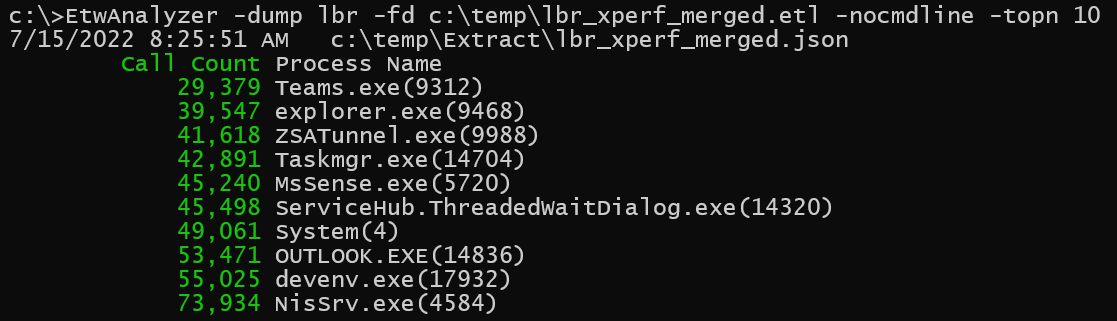 c:\>EtwAnalyzer -dump lbr -fd c:\temp\lbr_xperf_merged.etl -nocmdline -topn 10
7/15/2022 8:25:51 AM   c:\temp\Extract\lbr_xperf_merged.json
        Call Count Process Name
            29,379 Teams.exe(9312)
            39,547 explorer.exe(9468)
            41,618 ZSATunnel.exe(9988)
            42,891 Taskmgr.exe(14704)
            45,240 MsSense.exe(5720)
            45,498 ServiceHub.ThreadedWaitDialog.exe(14320)
            49,061 System(4)
            53,471 OUTLOOK.EXE(14836)
            55,025 devenv.exe(17932)
            73,934 NisSrv.exe(4584)